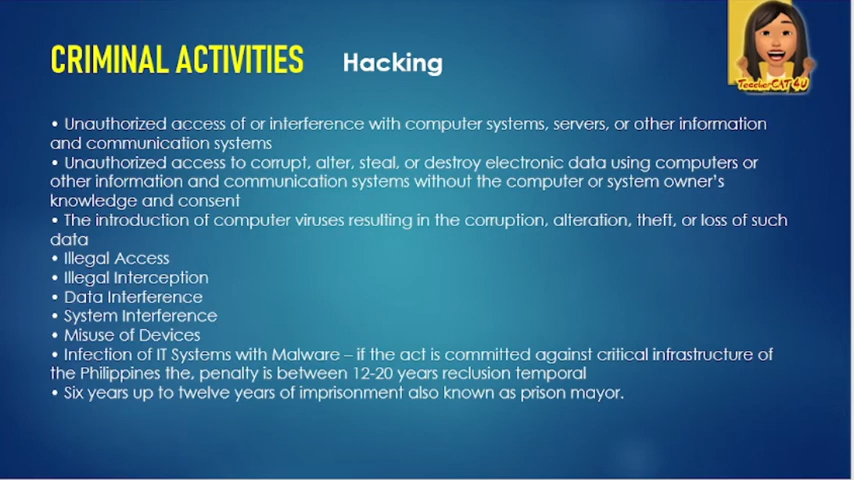 CRIMINAL ACTIVITIES Hacking
TeacherCAT4U
• Unauthorized access of or interference with computer systems, servers, or other information
and communication systems
• Unauthorized access to corrupt, alter, steal, or destroy electronic data using computers or
other information and communication systems without the computer or system owner's
knowledge and consent
• The introduction of computer viruses resulting in the corruption, alteration, theft, or loss of such
data
• Illegal Access
• Illegal Interception
• Data Interference
• System Interference
• Misuse of Devices
• Infection of IT Systems with Malware – if the act is committed against critical infrastructure of
the Philippines the, penalty is between 12-20 years reclusion temporal
• Six years up to twelve years of imprisonment also known as prison mayor.